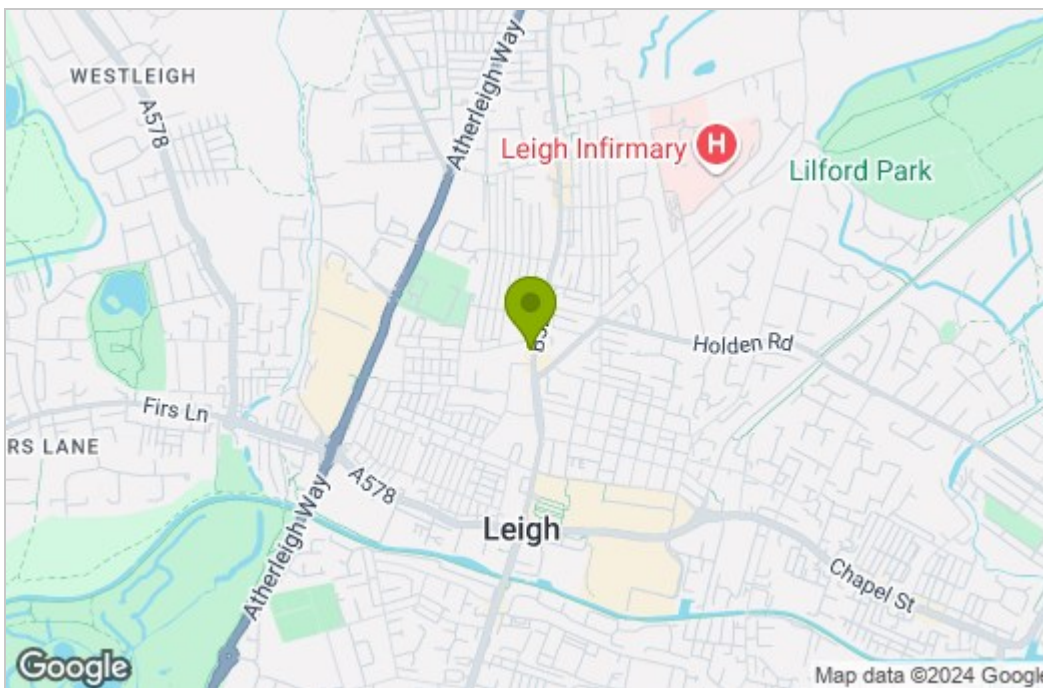 WESTLEIGH
A578
Atherleigh Way
Leigh Infirmary
H
Lilford Park
Holden Rd
Firs Ln
RS LANE
A578
Atherleigh Way
Leigh
Chapel St
Google
Map data ©2024 Google